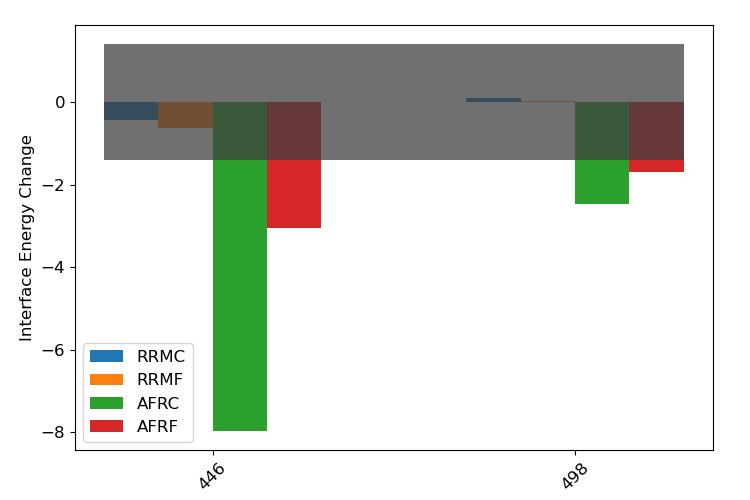 Interface Energy Change
0
−2
−4
−6
−8
RRMC
RRMF
AFRC
AFRF
446
498